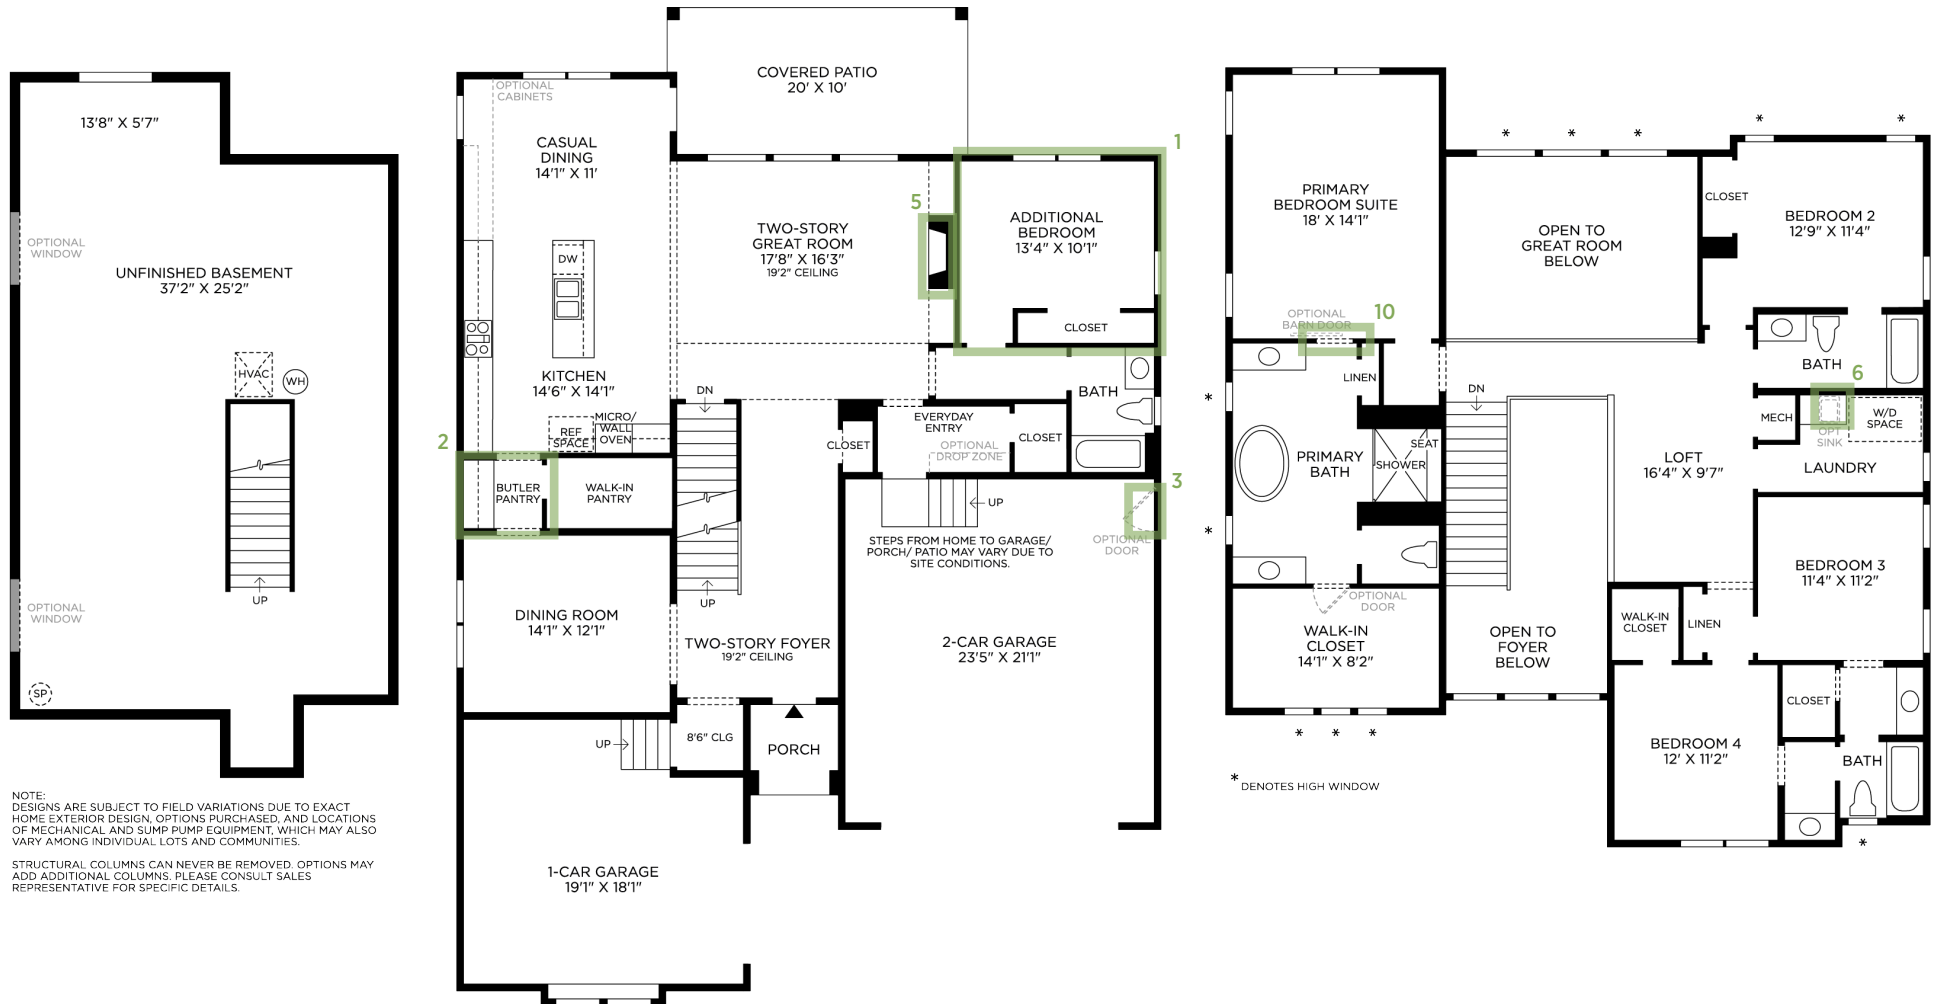 13'8" X 5'7"
OPTIONAL
WINDOW
UNFINISHED BASEMENT
37'2" X 25'2"
HVAC
WH
UP
OPTIONAL
WINDOW
SP
NOTE:
DESIGNS ARE SUBJECT TO FIELD VARIATIONS DUE TO EXACT
HOME EXTERIOR DESIGN, OPTIONS PURCHASED, AND LOCATIONS
OF MECHANICAL AND SUMP PUMP EQUIPMENT, WHICH MAY ALSO
VARY AMONG INDIVIDUAL LOTS AND COMMUNITIES.
STRUCTURAL COLUMNS CAN NEVER BE REMOVED. OPTIONS MAY
ADD ADDITIONAL COLUMNS. PLEASE CONSULT SALES
REPRESENTATIVE FOR SPECIFIC DETAILS.
COVERED PATIO
20' X 10'
OPTIONAL
CABINETS
CASUAL
DINING
14'1" X 11'
1
5
TWO-STORY
GREAT ROOM
17'8" X 16'3"
19'2" CEILING
ADDITIONAL
BEDROOM
13'4" X 10'1"
CLOSET
DW
KITCHEN
14'6" X 14'1"
MICRO/
WALL
OVEN
REF
SPACE
DN
BATH
EVERYDAY
ENTRY
CLOSET
OPTIONAL
DROP ZONE
CLOSET
2
BUTLER
PANTRY
WALK-IN
PANTRY
3
UP
OPTIONAL
DOOR
STEPS FROM HOME TO GARAGE/
PORCH/ PATIO MAY VARY DUE TO
SITE CONDITIONS.
UP
DINING ROOM
14'1" X 12'1"
TWO-STORY FOYER
19'2" CEILING
2-CAR GARAGE
23'5" X 21'1"
UP
8'6" CLG
PORCH
1-CAR GARAGE
19'1" X 18'1"
* * *
* *
PRIMARY
BEDROOM SUITE
18' X 14'1"
OPEN TO
GREAT ROOM
BELOW
CLOSET
BEDROOM 2
12'9" X 11'4"
OPTIONAL
BARN DOOR
10
LINEN
BATH
6
*
DN
MECH
OPT
SINK
W/D
SPACE
LAUNDRY
SEAT
SHOWER
PRIMARY
BATH
LOFT
16'4" X 9'7"
*
BEDROOM 3
11'4" X 11'2"
OPTIONAL
DOOR
WALK-IN
CLOSET
14'1" X 8'2"
OPEN TO
FOYER
BELOW
WALK-IN
CLOSET
LINEN
CLOSET
* * *
BEDROOM 4
12' X 11'2"
BATH
*
* DENOTES HIGH WINDOW